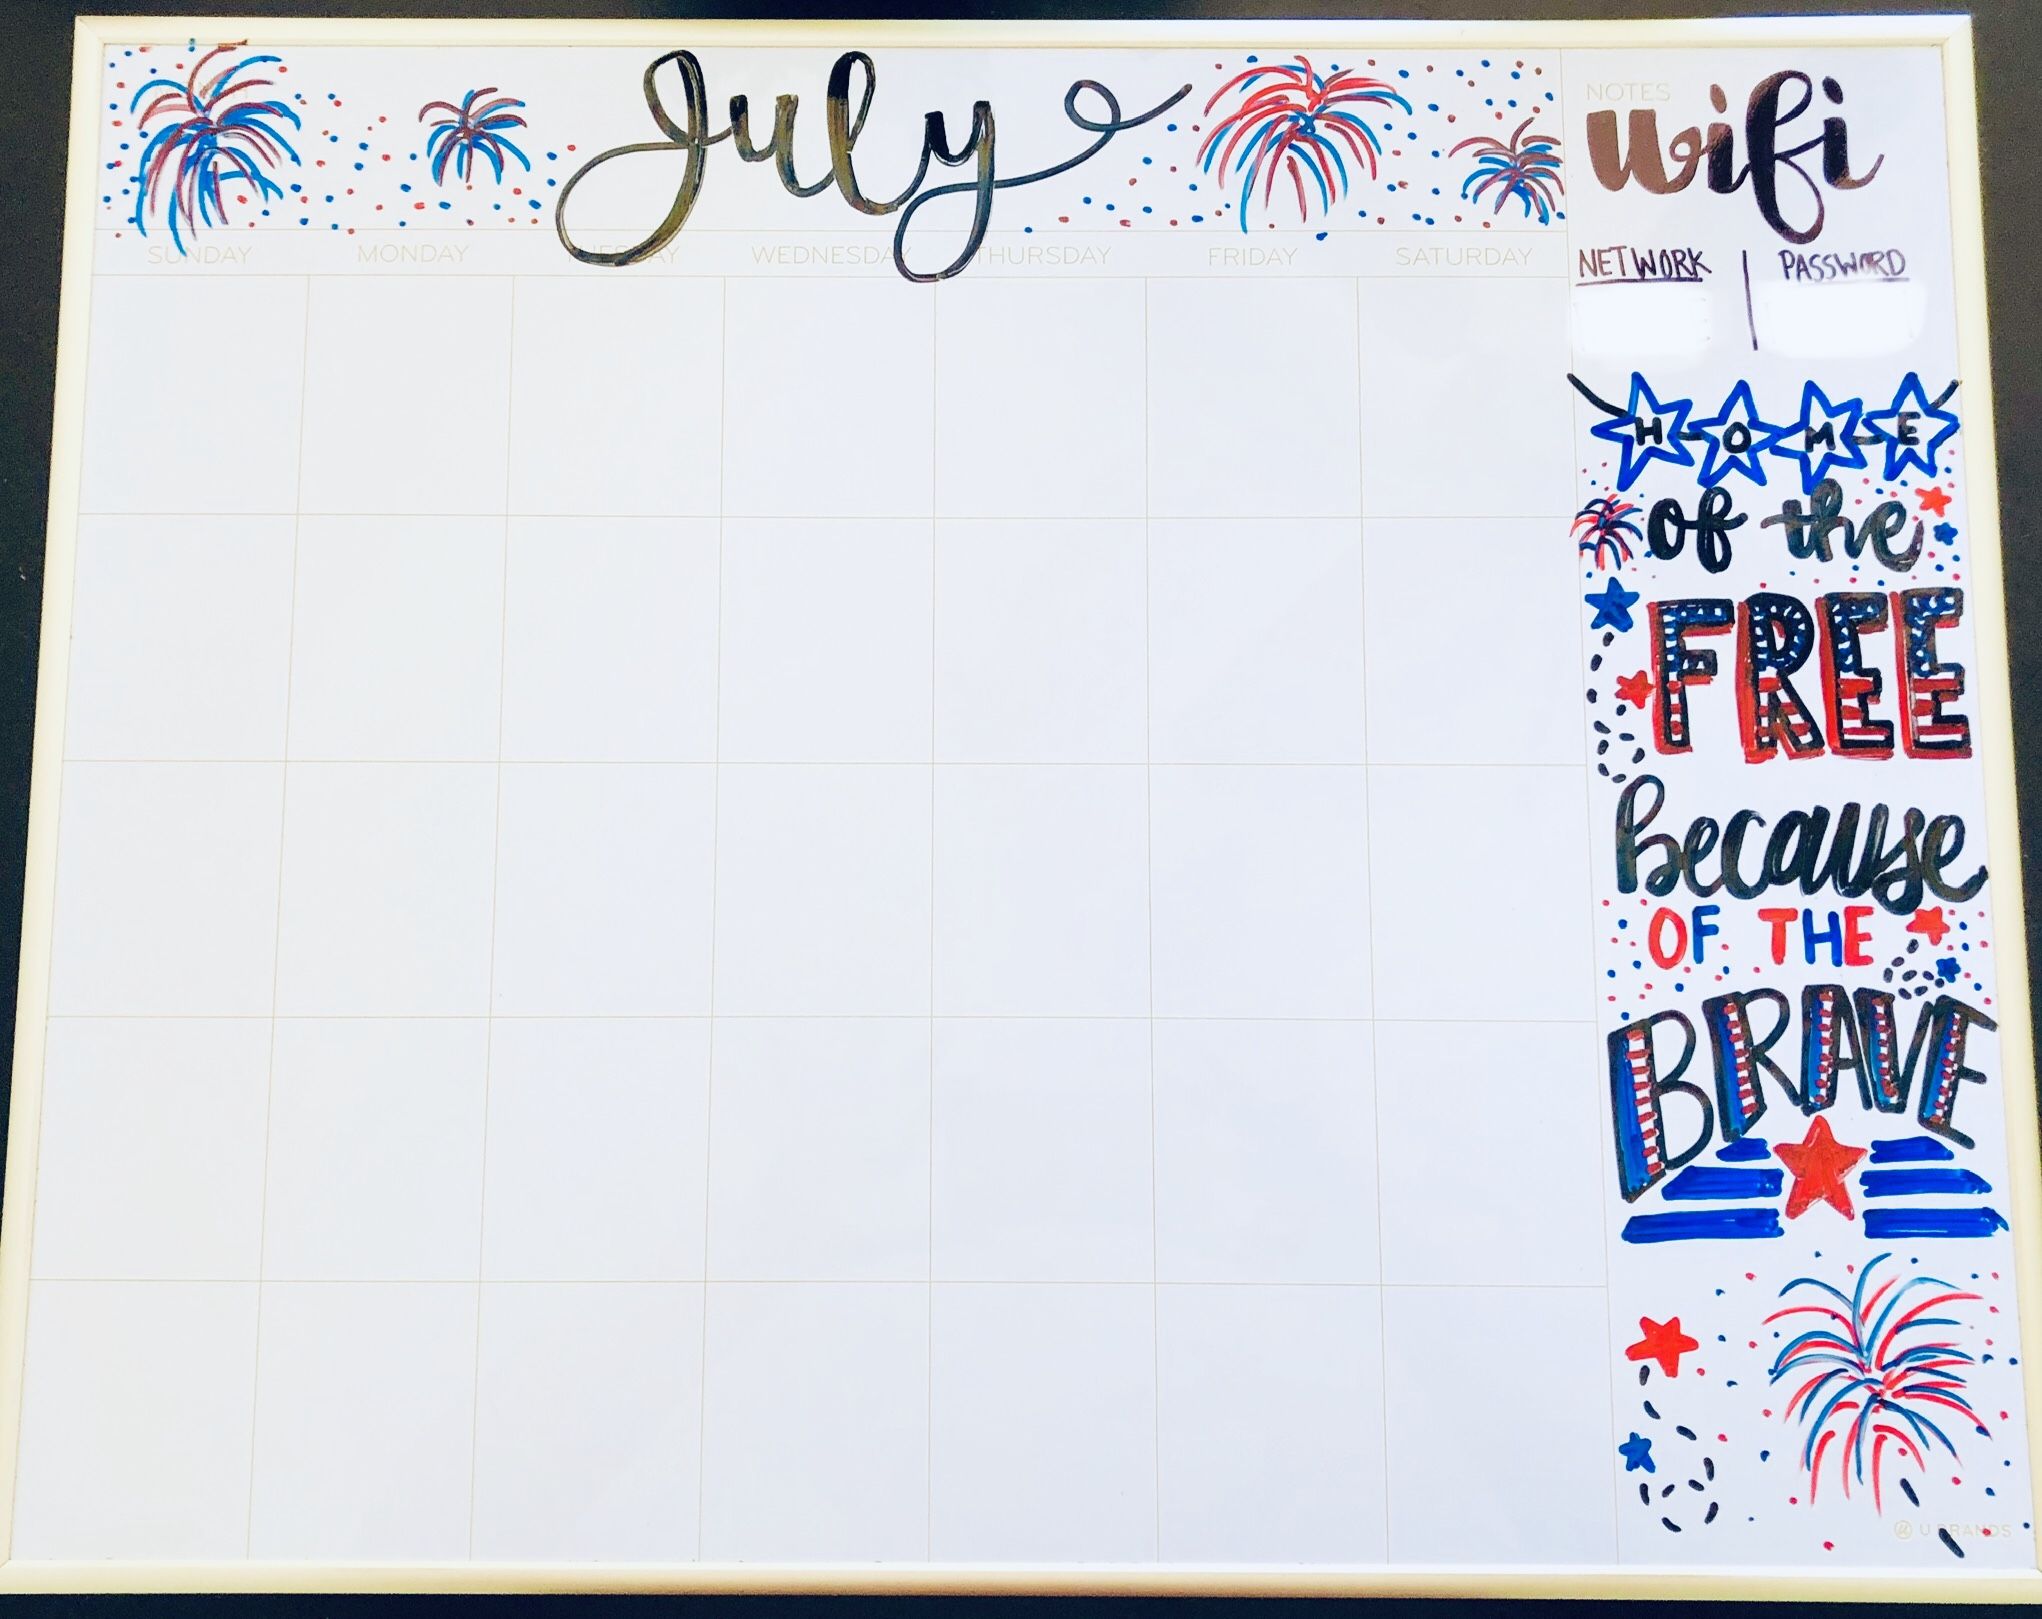 July
SUNDAY MONDAY TUESDAY WEDNESDAY THURSDAY FRIDAY SATURDAY
NOTES
wifi
NETWORK | PASSWORD
HOME
of the
FREE
because
OF THE
BRAVE
U BRANDS